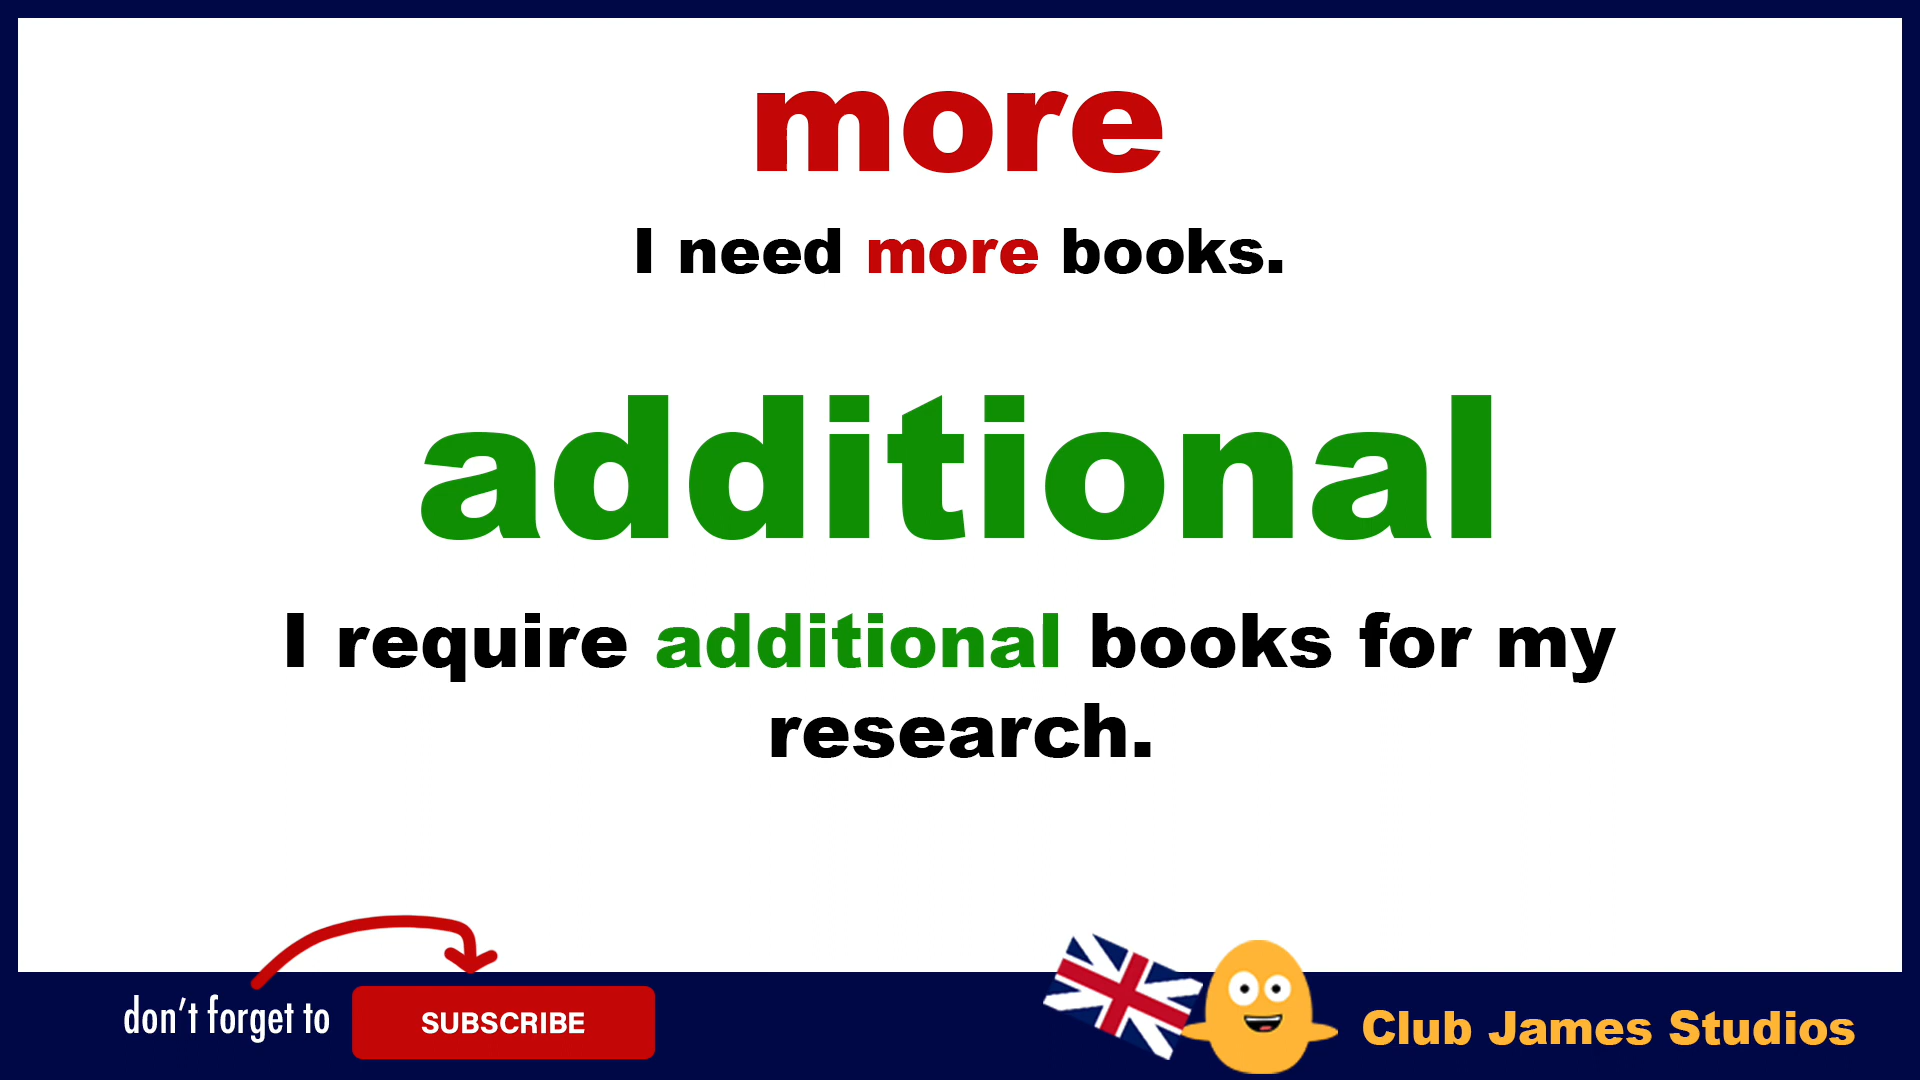 more
I need more books.
additional
I require additional books for my
research.
don't forget to
SUBSCRIBE
Club James Studios